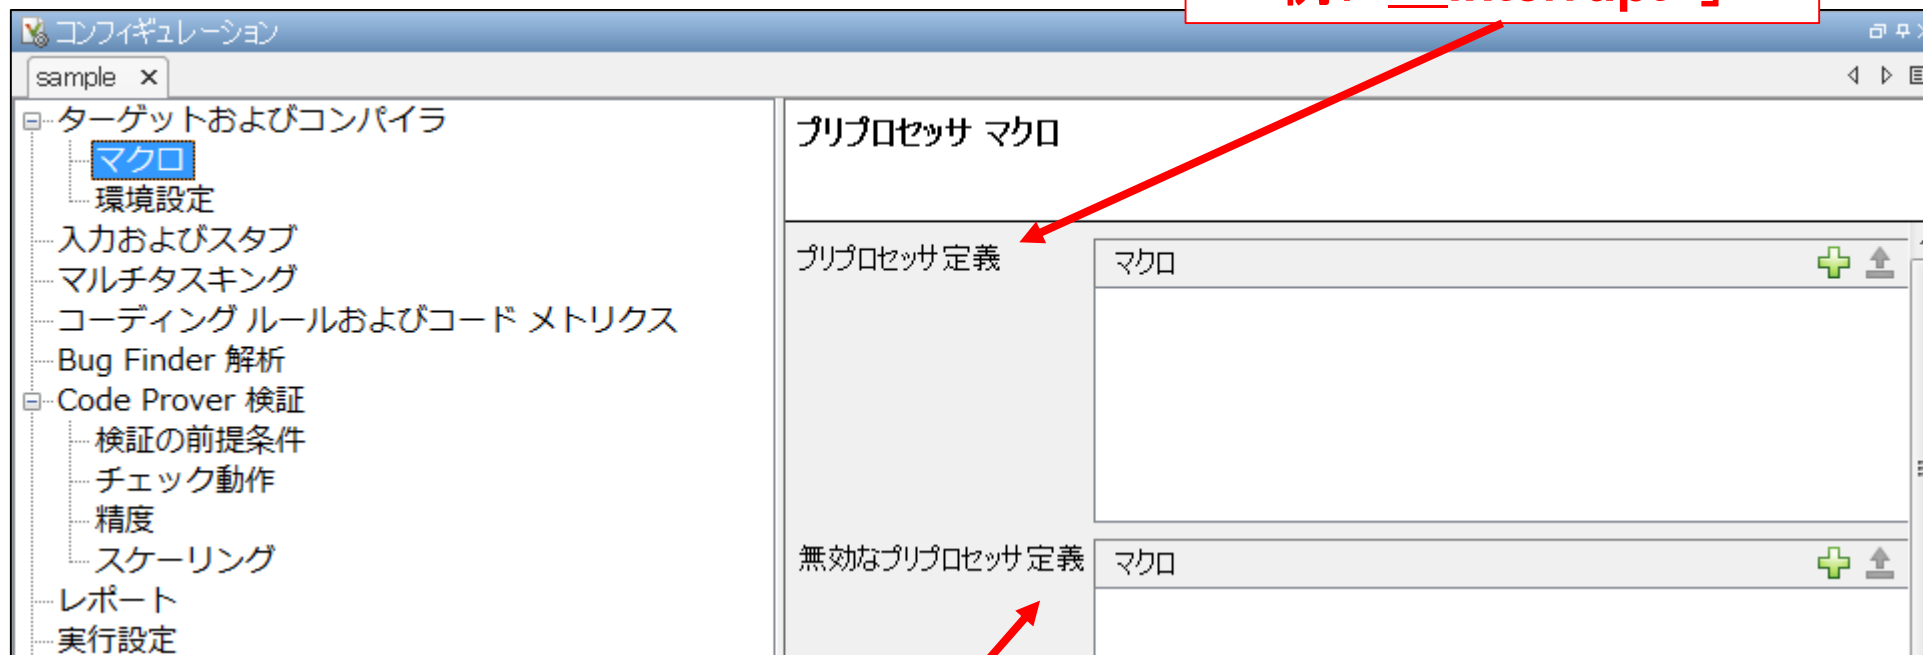 コンフィギュレーション
sample
ターゲットおよびコンパイラ
マクロ
環境設定
入力およびスタブ
マルチタスキング
コーディング ルールおよびコード メトリクス
Bug Finder 解析
Code Prover 検証
検証の前提条件
チェック動作
精度
スケーリング
レポート
実行設定
プリプロセッサ マクロ
プリプロセッサ定義
マクロ
無効なプリプロセッサ定義
マクロ